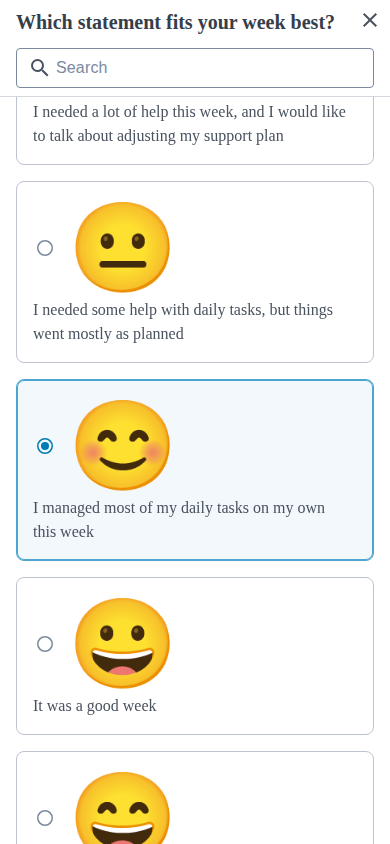 Which statement fits your week best?
Search
I needed a lot of help this week, and I would like
to talk about adjusting my support plan
I needed some help with daily tasks, but things
went mostly as planned
I managed most of my daily tasks on my own
this week
It was a good week